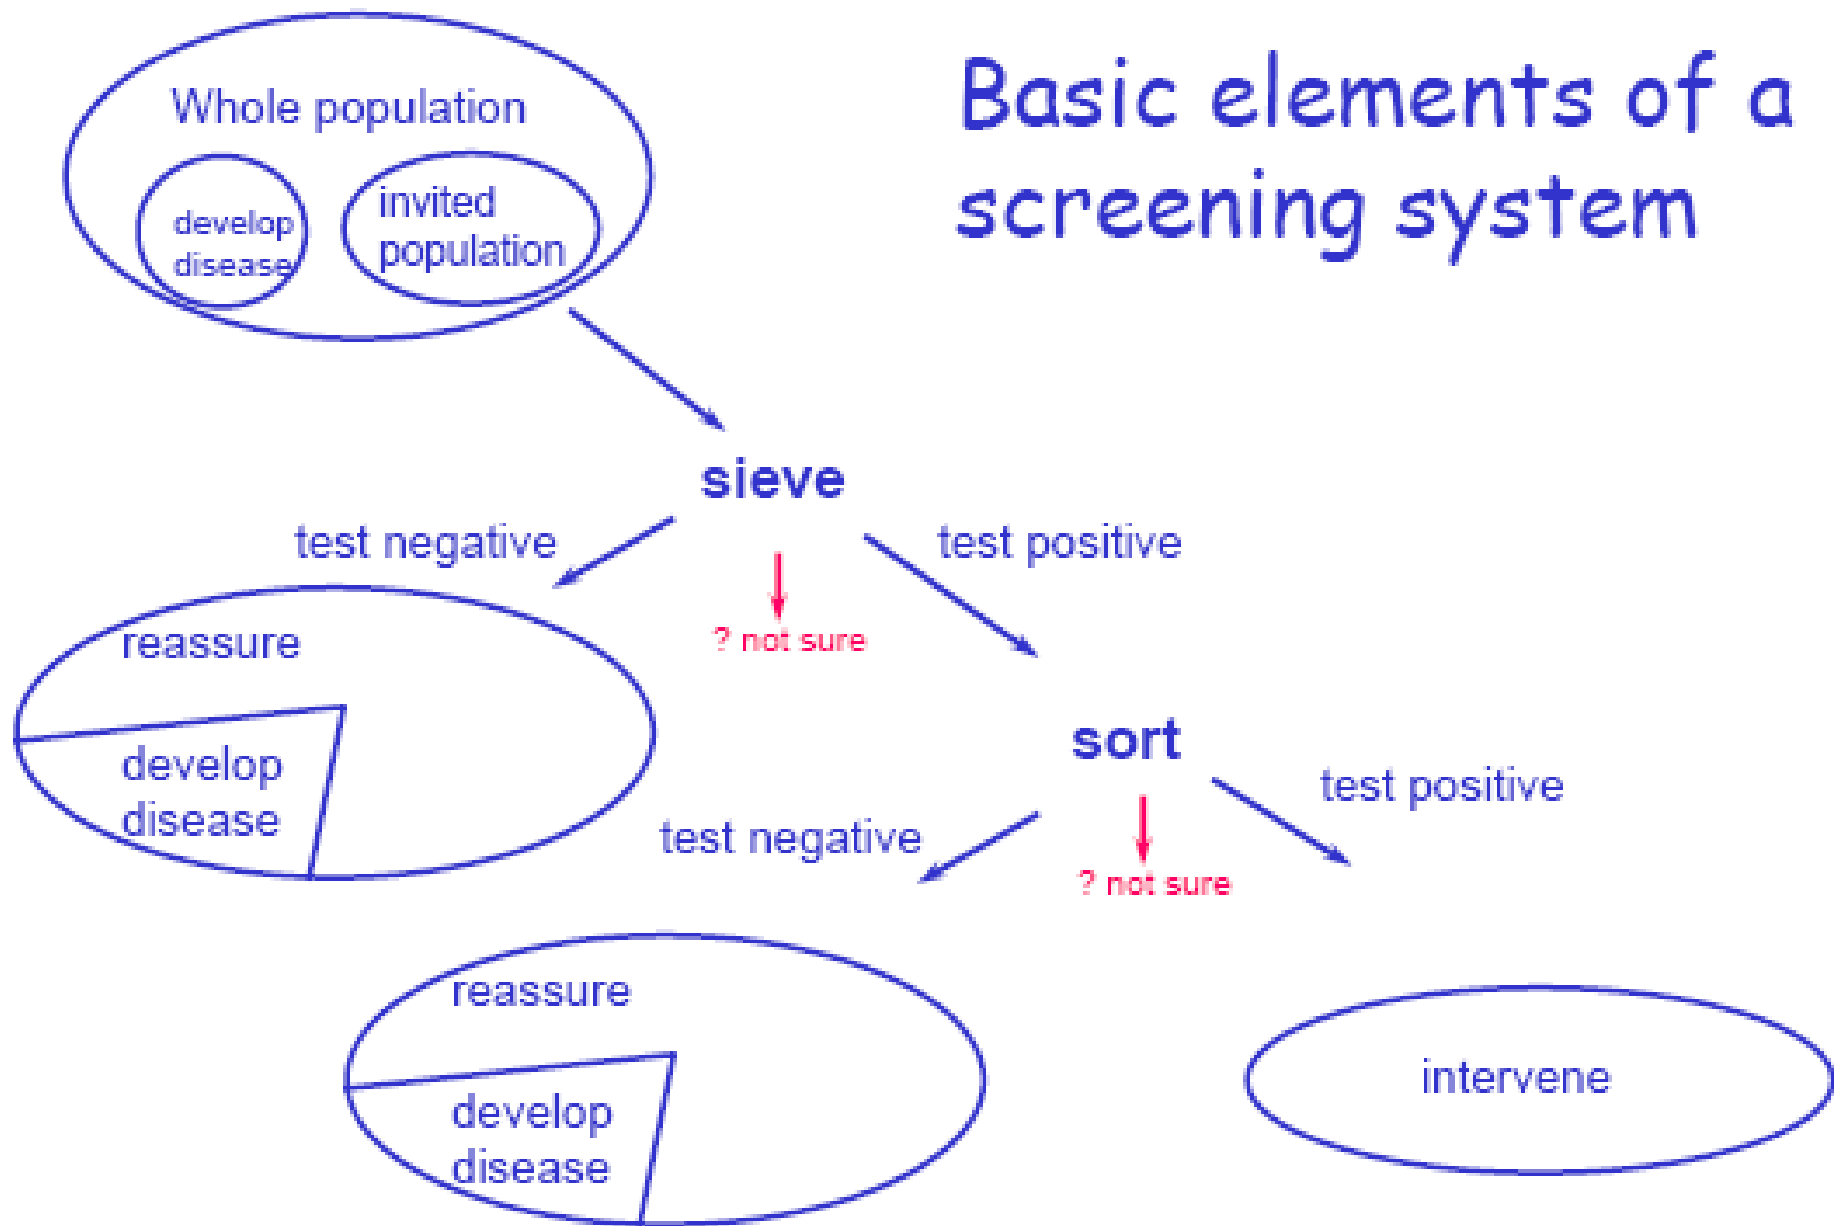 Basic elements of a
screening system
Whole population
develop
disease
invited
population
sieve
test negative
test positive
? not sure
reassure
develop
disease
sort
test negative
test positive
? not sure
reassure
develop
disease
intervene